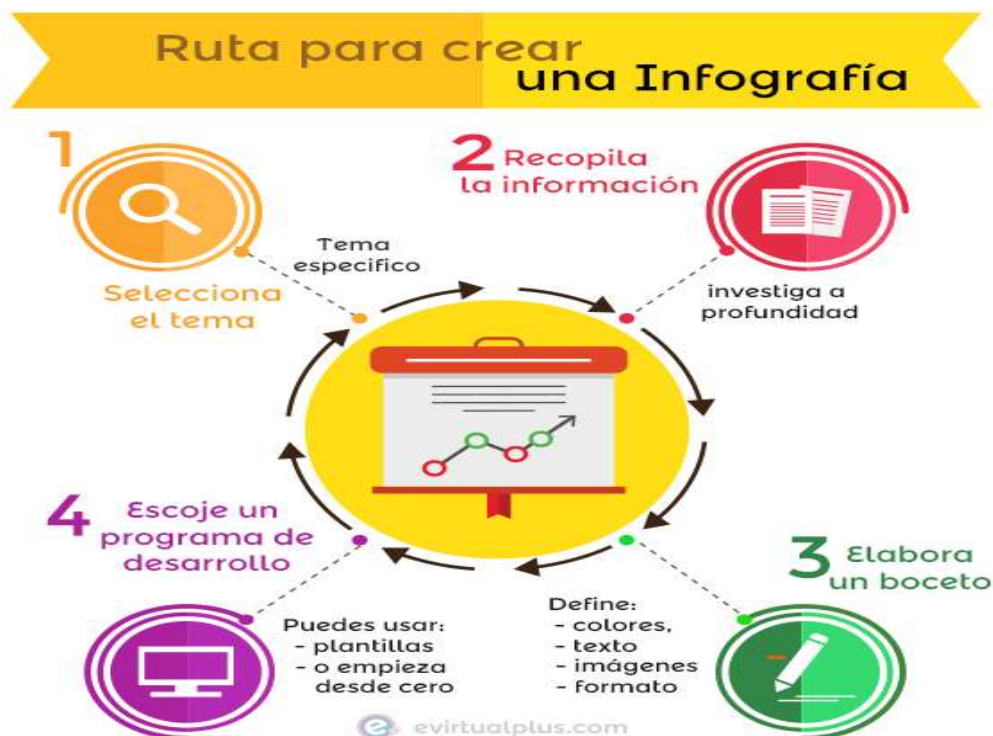 Ruta para crear
una Infografía
1
Selecciona
el tema
Tema
especifico
2 Recopila
la información
investiga a
profundidad
3 Elabora
un boceto
Define:
- colores,
- texto
- imágenes
- formato
4 Escoje un
programa de
desarrollo
Puedes usar:
- plantillas
- o empieza
desde cero
evirtualplus.com